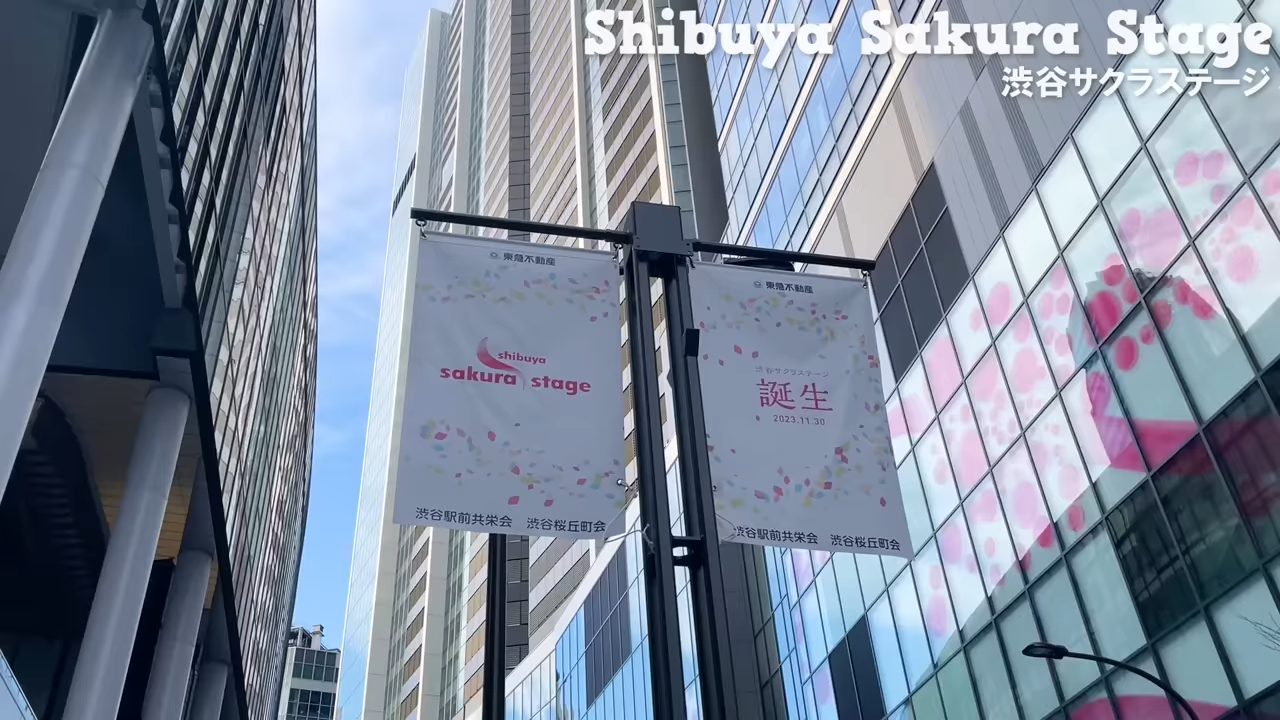 Shibuya Sakura Stage
渋谷サクラステージ
東急不動産
shibuya
sakura stage
渋谷駅前共栄会 渋谷桜丘町会
東急不動産
渋谷サクラステージ
誕生
2023.11.30
渋谷駅前共栄会 渋谷桜丘町会